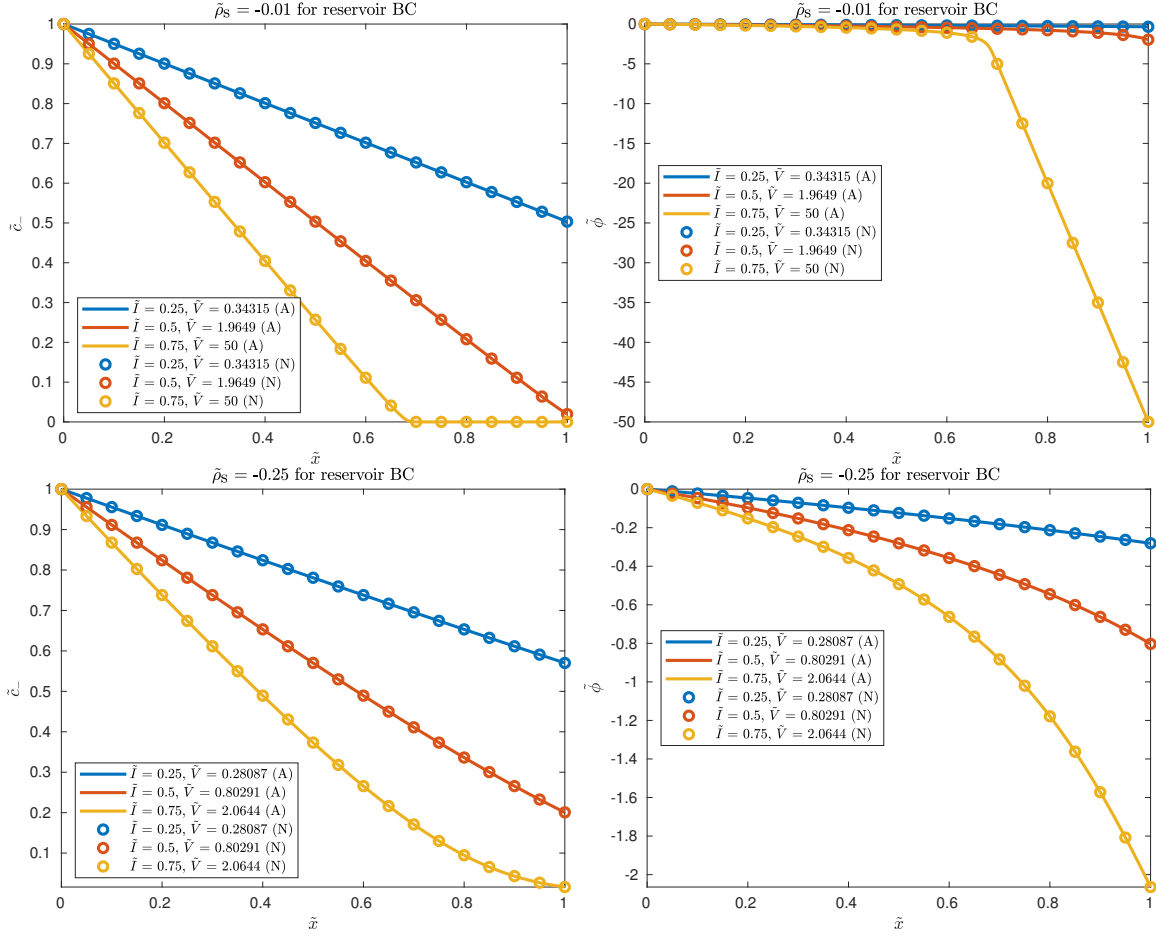 ρ̃ₛ = -0.01 for reservoir BC
1
0.9
0.8
0.7
0.6
0.5
0.4
0.3
0.2
0.1
0
c̃₋
Ĩ = 0.25, Ṽ = 0.34315 (A)
Ĩ = 0.5, Ṽ = 1.9649 (A)
Ĩ = 0.75, Ṽ = 50 (A)
Ĩ = 0.25, Ṽ = 0.34315 (N)
Ĩ = 0.5, Ṽ = 1.9649 (N)
Ĩ = 0.75, Ṽ = 50 (N)
0 0.2 0.4 0.6 0.8 1
x̃
ρ̃ₛ = -0.01 for reservoir BC
0
-5
-10
-15
-20
-25
-30
-35
-40
-45
-50
ϕ̃
Ĩ = 0.25, Ṽ = 0.34315 (A)
Ĩ = 0.5, Ṽ = 1.9649 (A)
Ĩ = 0.75, Ṽ = 50 (A)
Ĩ = 0.25, Ṽ = 0.34315 (N)
Ĩ = 0.5, Ṽ = 1.9649 (N)
Ĩ = 0.75, Ṽ = 50 (N)
0 0.2 0.4 0.6 0.8 1
x̃
ρ̃ₛ = -0.25 for reservoir BC
1
0.9
0.8
0.7
0.6
0.5
0.4
0.3
0.2
0.1
c̃₋
Ĩ = 0.25, Ṽ = 0.28087 (A)
Ĩ = 0.5, Ṽ = 0.80291 (A)
Ĩ = 0.75, Ṽ = 2.0644 (A)
Ĩ = 0.25, Ṽ = 0.28087 (N)
Ĩ = 0.5, Ṽ = 0.80291 (N)
Ĩ = 0.75, Ṽ = 2.0644 (N)
0 0.2 0.4 0.6 0.8 1
x̃
ρ̃ₛ = -0.25 for reservoir BC
0
-0.2
-0.4
-0.6
-0.8
-1
-1.2
-1.4
-1.6
-1.8
-2
ϕ̃
Ĩ = 0.25, Ṽ = 0.28087 (A)
Ĩ = 0.5, Ṽ = 0.80291 (A)
Ĩ = 0.75, Ṽ = 2.0644 (A)
Ĩ = 0.25, Ṽ = 0.28087 (N)
Ĩ = 0.5, Ṽ = 0.80291 (N)
Ĩ = 0.75, Ṽ = 2.0644 (N)
0 0.2 0.4 0.6 0.8 1
x̃